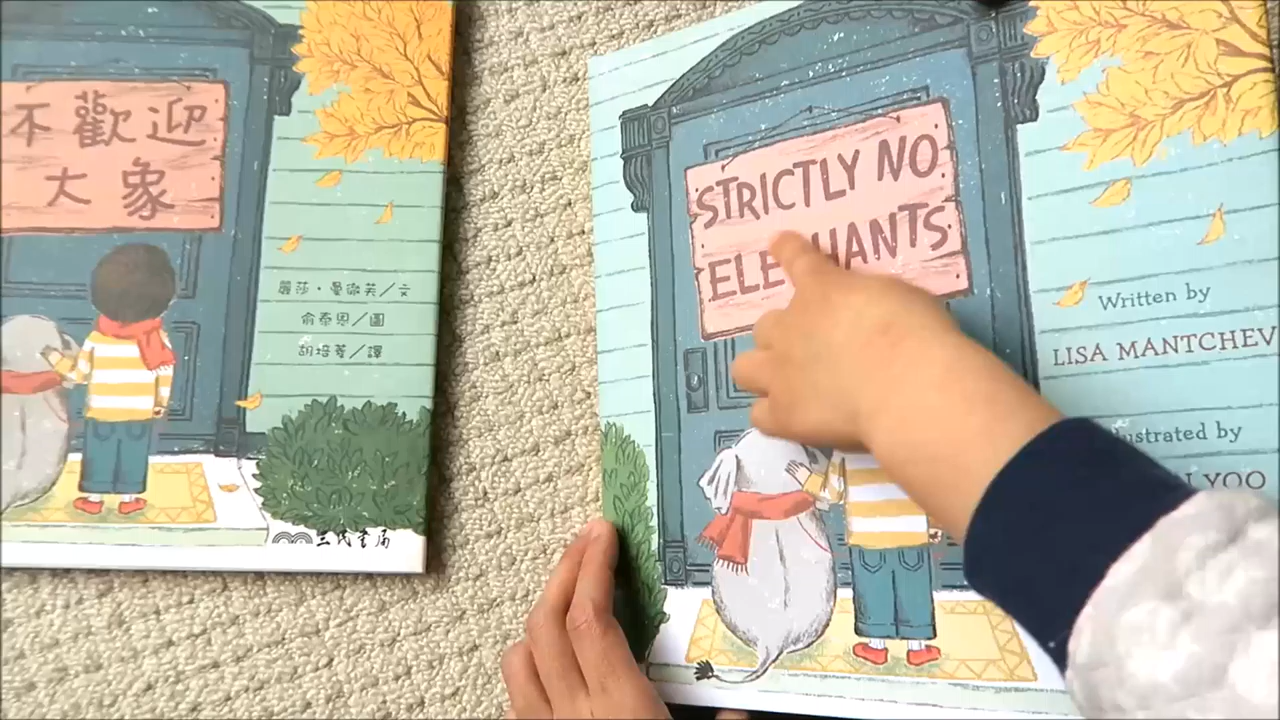 不歡迎
大象
麗莎・曼徹芙／文
俞泰恩／圖
胡培菱／譯
三民書局
STRICTLY NO
ELE HANTS
Written by
LISA MANTCHEV
ustrated by
YOO